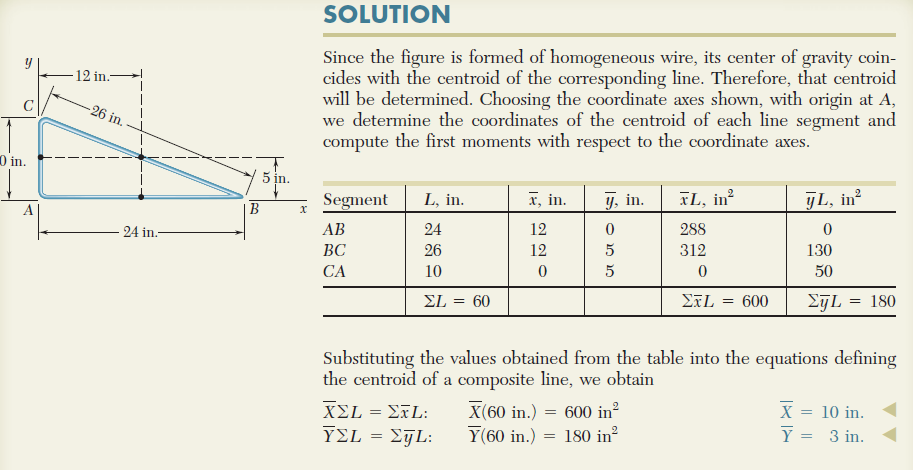 SOLUTION
Since the figure is formed of homogeneous wire, its center of gravity coin-
cides with the centroid of the corresponding line. Therefore, that centroid
will be determined. Choosing the coordinate axes shown, with origin at A,
we determine the coordinates of the centroid of each line segment and
compute the first moments with respect to the coordinate axes.
y
12 in.
C
26 in.
0 in.
5 in.
A
B
x
24 in.
Segment L, in. x̅, in. y̅, in. x̅L, in² y̅L, in²
AB 24 12 0 288 0
BC 26 12 5 312 130
CA 10 0 5 0 50
ΣL = 60 Σx̅L = 600 Σy̅L = 180
Substituting the values obtained from the table into the equations defining
the centroid of a composite line, we obtain
X̅ΣL = Σx̅L: X̅(60 in.) = 600 in² X̅ = 10 in. ◀
Y̅ΣL = Σy̅L: Y̅(60 in.) = 180 in² Y̅ = 3 in. ◀